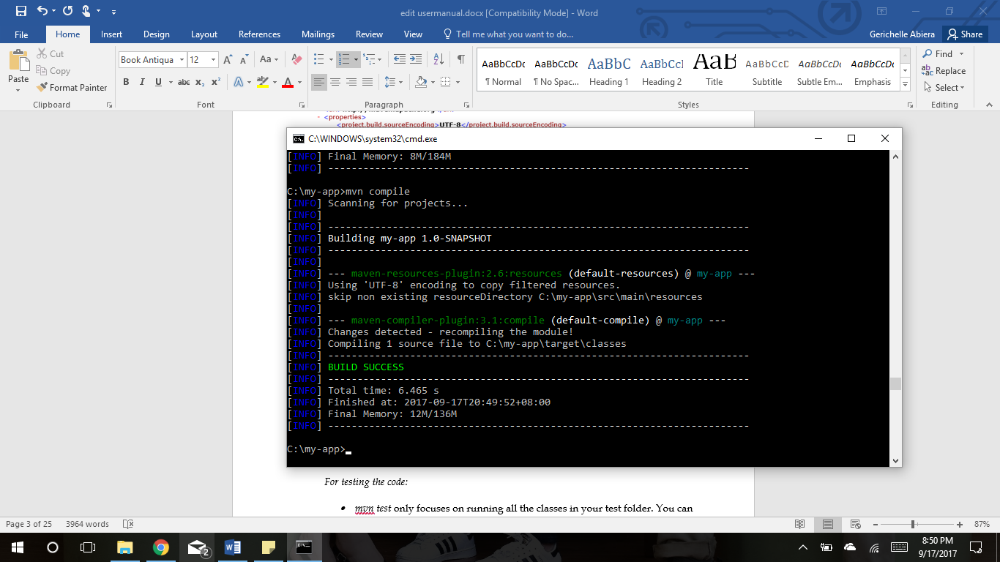 edit usermanual.docx [Compatibility Mode] - Word
File Home Insert Design Layout References Mailings Review View Tell me what you want to do... Gerichelle Abiera Share
Paste
Cut
Copy
Format Painter
Clipboard
Book Antiqua 12
Font
Paragraph
AaBbCcDc AaBbCcDc AaBbC AaBbCcI AaB AaBbCcD AaBbCcDt AaBbCcDt
¶ Normal ¶ No Spac... Heading 1 Heading 2 Title Subtitle Subtle Em... Emphasis
Styles
Find
Replace
Select
Editing
- <properties>
<project.build.sourceEncoding>UTF-8</project.build.sourceEncoding>
C:\WINDOWS\system32\cmd.exe
[INFO] Final Memory: 8M/184M
[INFO] ------------------------------------------------------------------------
C:\my-app>mvn compile
[INFO] Scanning for projects...
[INFO]
[INFO] ------------------------------------------------------------------------
[INFO] Building my-app 1.0-SNAPSHOT
[INFO] ------------------------------------------------------------------------
[INFO]
[INFO] --- maven-resources-plugin:2.6:resources (default-resources) @ my-app ---
[INFO] Using 'UTF-8' encoding to copy filtered resources.
[INFO] skip non existing resourceDirectory C:\my-app\src\main\resources
[INFO]
[INFO] --- maven-compiler-plugin:3.1:compile (default-compile) @ my-app ---
[INFO] Changes detected - recompiling the module!
[INFO] Compiling 1 source file to C:\my-app\target\classes
[INFO] ------------------------------------------------------------------------
[INFO] BUILD SUCCESS
[INFO] ------------------------------------------------------------------------
[INFO] Total time: 6.465 s
[INFO] Finished at: 2017-09-17T20:49:52+08:00
[INFO] Final Memory: 12M/136M
[INFO] ------------------------------------------------------------------------
C:\my-app>
For testing the code:
• mvn test only focuses on running all the classes in your test folder. You can
Page 3 of 25 3964 words 87%
2
8:50 PM
9/17/2017